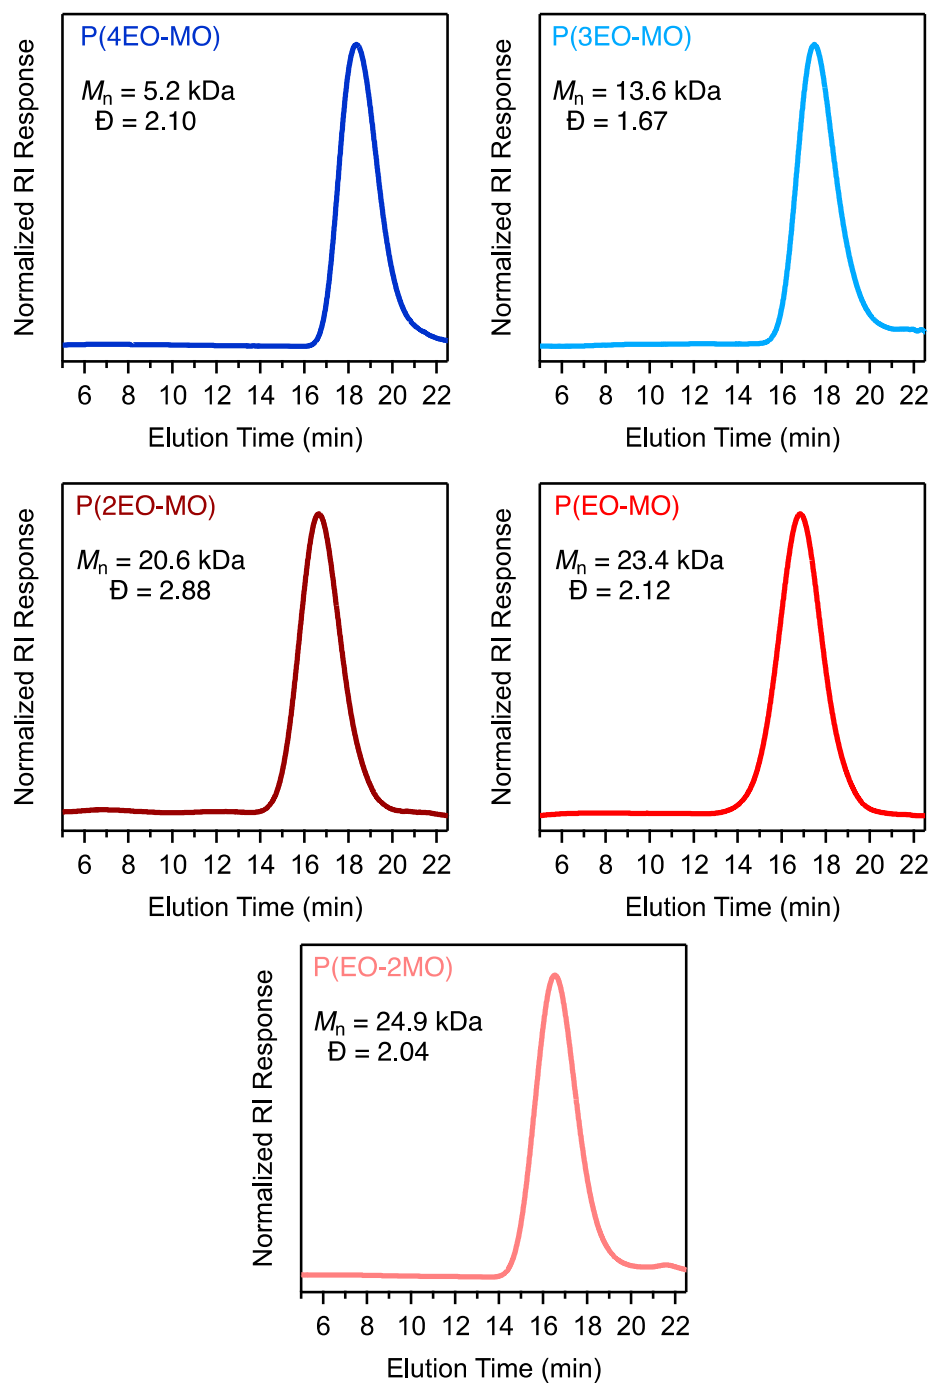 P(4EO-MO)
Mn = 5.2 kDa
Đ = 2.10
Normalized RI Response
6 8 10 12 14 16 18 20 22
Elution Time (min)
P(3EO-MO)
Mn = 13.6 kDa
Đ = 1.67
Normalized RI Response
6 8 10 12 14 16 18 20 22
Elution Time (min)
P(2EO-MO)
Mn = 20.6 kDa
Đ = 2.88
Normalized RI Response
6 8 10 12 14 16 18 20 22
Elution Time (min)
P(EO-MO)
Mn = 23.4 kDa
Đ = 2.12
Normalized RI Response
6 8 10 12 14 16 18 20 22
Elution Time (min)
P(EO-2MO)
Mn = 24.9 kDa
Đ = 2.04
Normalized RI Response
6 8 10 12 14 16 18 20 22
Elution Time (min)